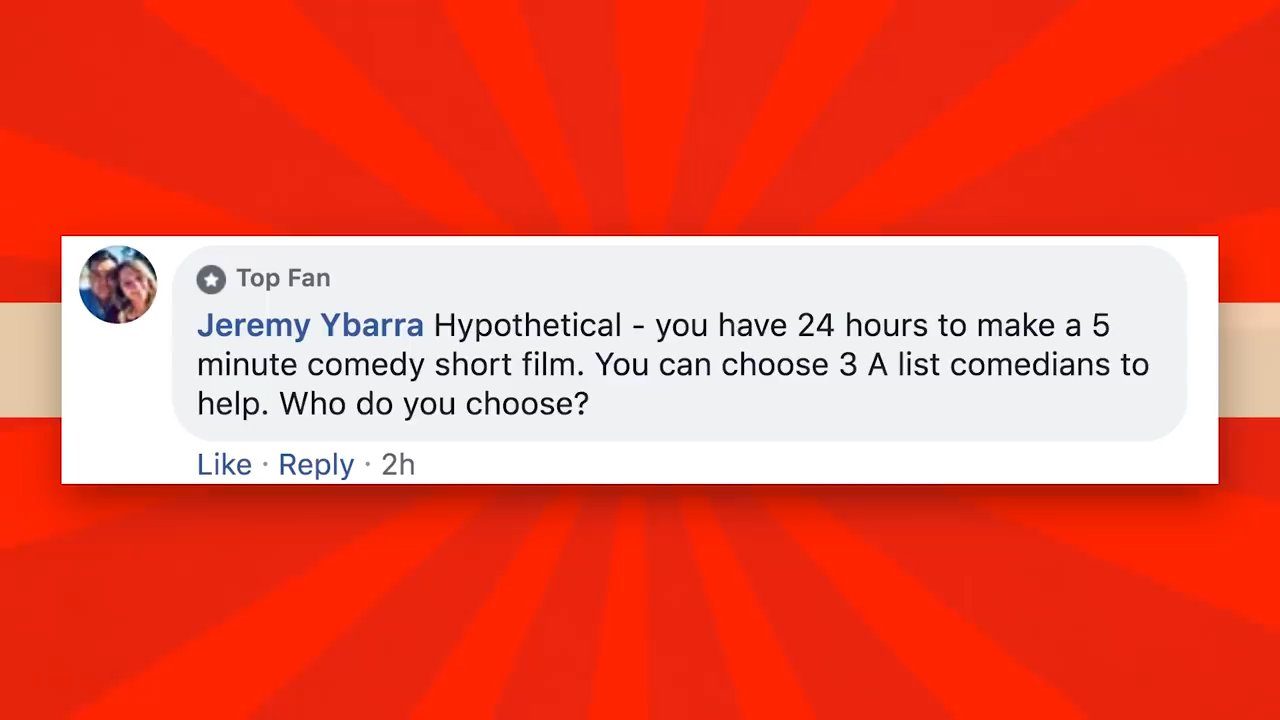 Top Fan
Jeremy Ybarra Hypothetical - you have 24 hours to make a 5
minute comedy short film. You can choose 3 A list comedians to
help. Who do you choose?
Like · Reply · 2h